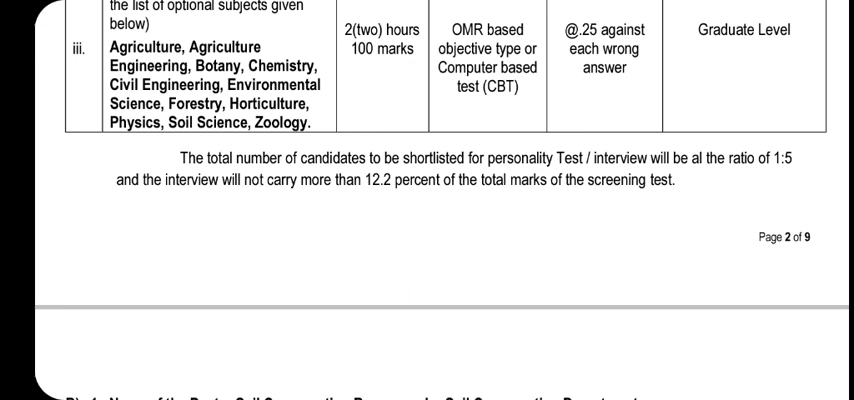 the list of optional subjects given
below)
iii. Agriculture, Agriculture
Engineering, Botany, Chemistry,
Civil Engineering, Environmental
Science, Forestry, Horticulture,
Physics, Soil Science, Zoology.
2(two) hours
100 marks
OMR based
objective type or
Computer based
test (CBT)
@.25 against
each wrong
answer
Graduate Level
The total number of candidates to be shortlisted for personality Test / interview will be al the ratio of 1:5
and the interview will not carry more than 12.2 percent of the total marks of the screening test.
Page 2 of 9